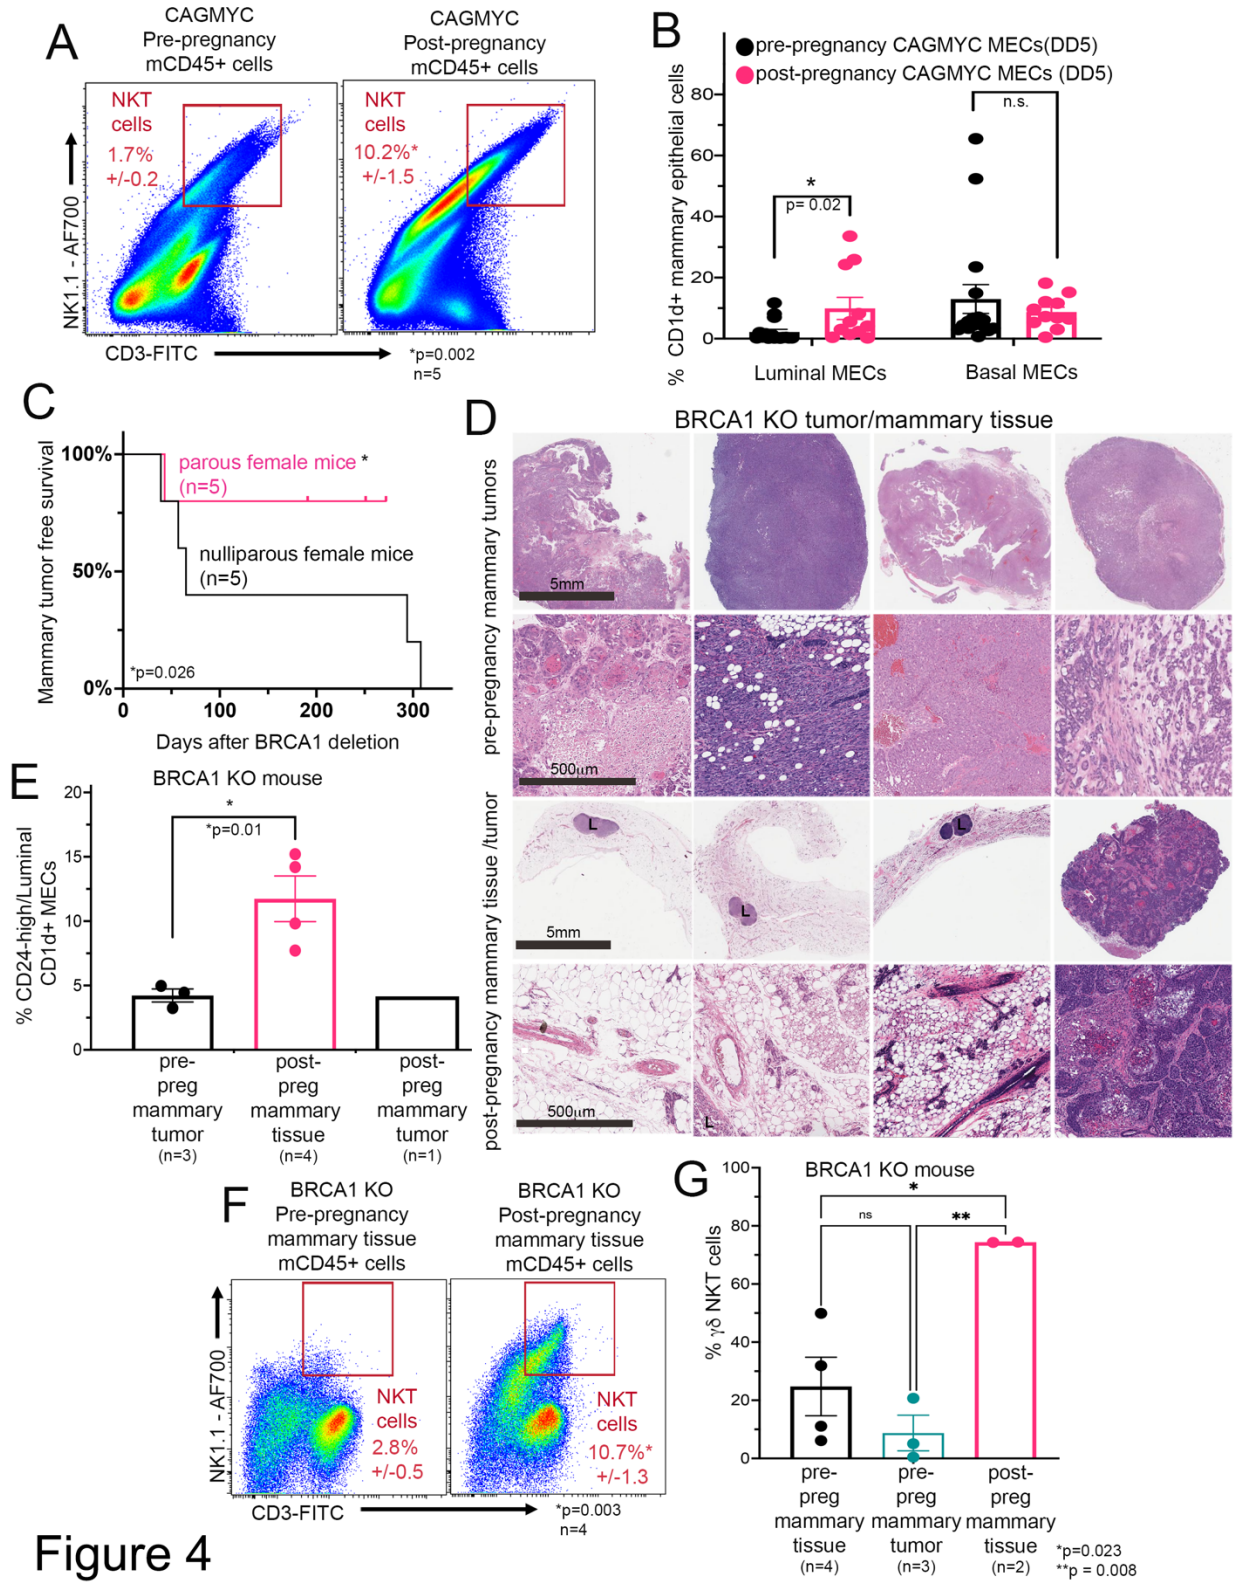 A
CAGMYC
Pre-pregnancy
mCD45+ cells
CAGMYC
Post-pregnancy
mCD45+ cells
NKT
cells
1.7%
+/-0.2
NKT
cells
10.2%*
+/-1.5
NK1.1 - AF700
CD3-FITC
*p=0.002
n=5
B
pre-pregnancy CAGMYC MECs(DD5)
post-pregnancy CAGMYC MECs (DD5)
% CD1d+ mammary epithelial cells
80
60
40
20
0
*
p= 0.02
n.s.
Luminal MECs
Basal MECs
C
Mammary tumor free survival
100%
50%
0%
parous female mice *
(n=5)
nulliparous female mice
(n=5)
*p=0.026
0
100
200
300
Days after BRCA1 deletion
D
BRCA1 KO tumor/mammary tissue
pre-pregnancy mammary tumors
5mm
500µm
post-pregnancy mammary tissue /tumor
L
L
L
5mm
500µm
L
E
BRCA1 KO mouse
% CD24-high/Luminal
CD1d+ MECs
20
15
10
5
0
*
*p=0.01
pre-
preg
mammary
tumor
(n=3)
post-
preg
mammary
tissue
(n=4)
post-
preg
mammary
tumor
(n=1)
F
BRCA1 KO
Pre-pregnancy
mammary tissue
mCD45+ cells
BRCA1 KO
Post-pregnancy
mammary tissue
mCD45+ cells
NKT
cells
2.8%
+/-0.5
NKT
cells
10.7%*
+/-1.3
NK1.1 - AF700
CD3-FITC
*p=0.003
n=4
G
BRCA1 KO mouse
% γδ NKT cells
100
80
60
40
20
0
*
ns
**
pre-
preg
mammary
tissue
(n=4)
pre-
preg
mammary
tumor
(n=3)
post-
preg
mammary
tissue
(n=2)
*p=0.023
**p = 0.008
Figure 4